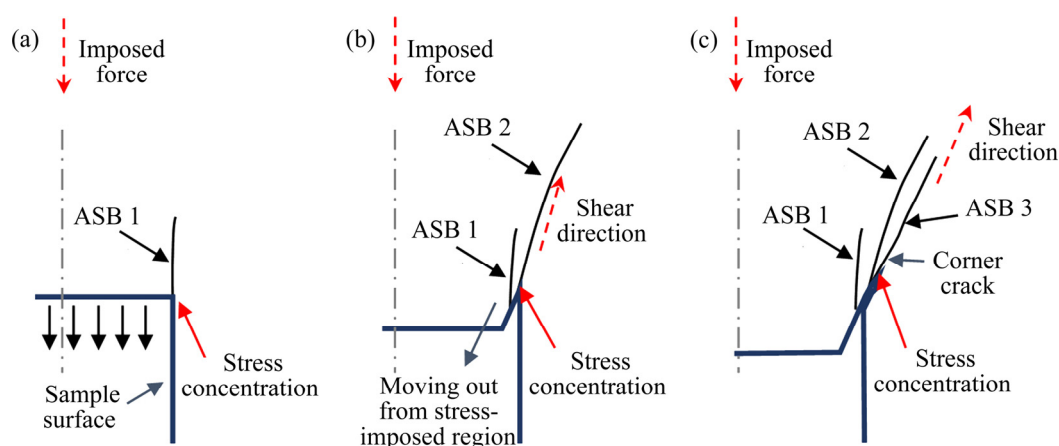 (a)
Imposed
force
ASB 1
Stress
concentration
Sample
surface
(b)
Imposed
force
ASB 2
ASB 1
Shear
direction
Stress
concentration
Moving out
from stress-
imposed region
(c)
Imposed
force
ASB 2
Shear
direction
ASB 1
ASB 3
Corner
crack
Stress
concentration